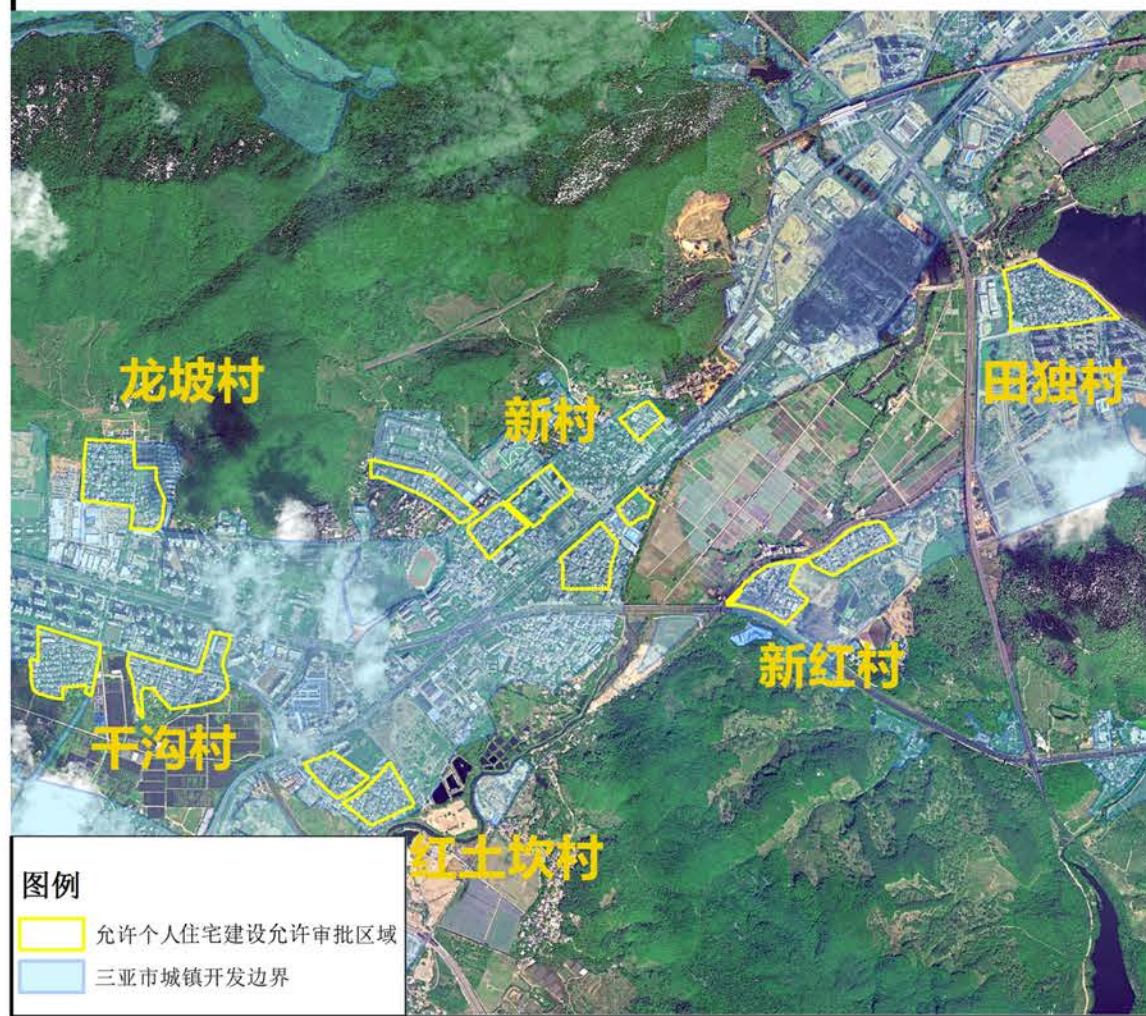 龙坡村
新村
田独村
新红村
干沟村
红土坎村
图例
允许个人住宅建设允许审批区域
三亚市城镇开发边界